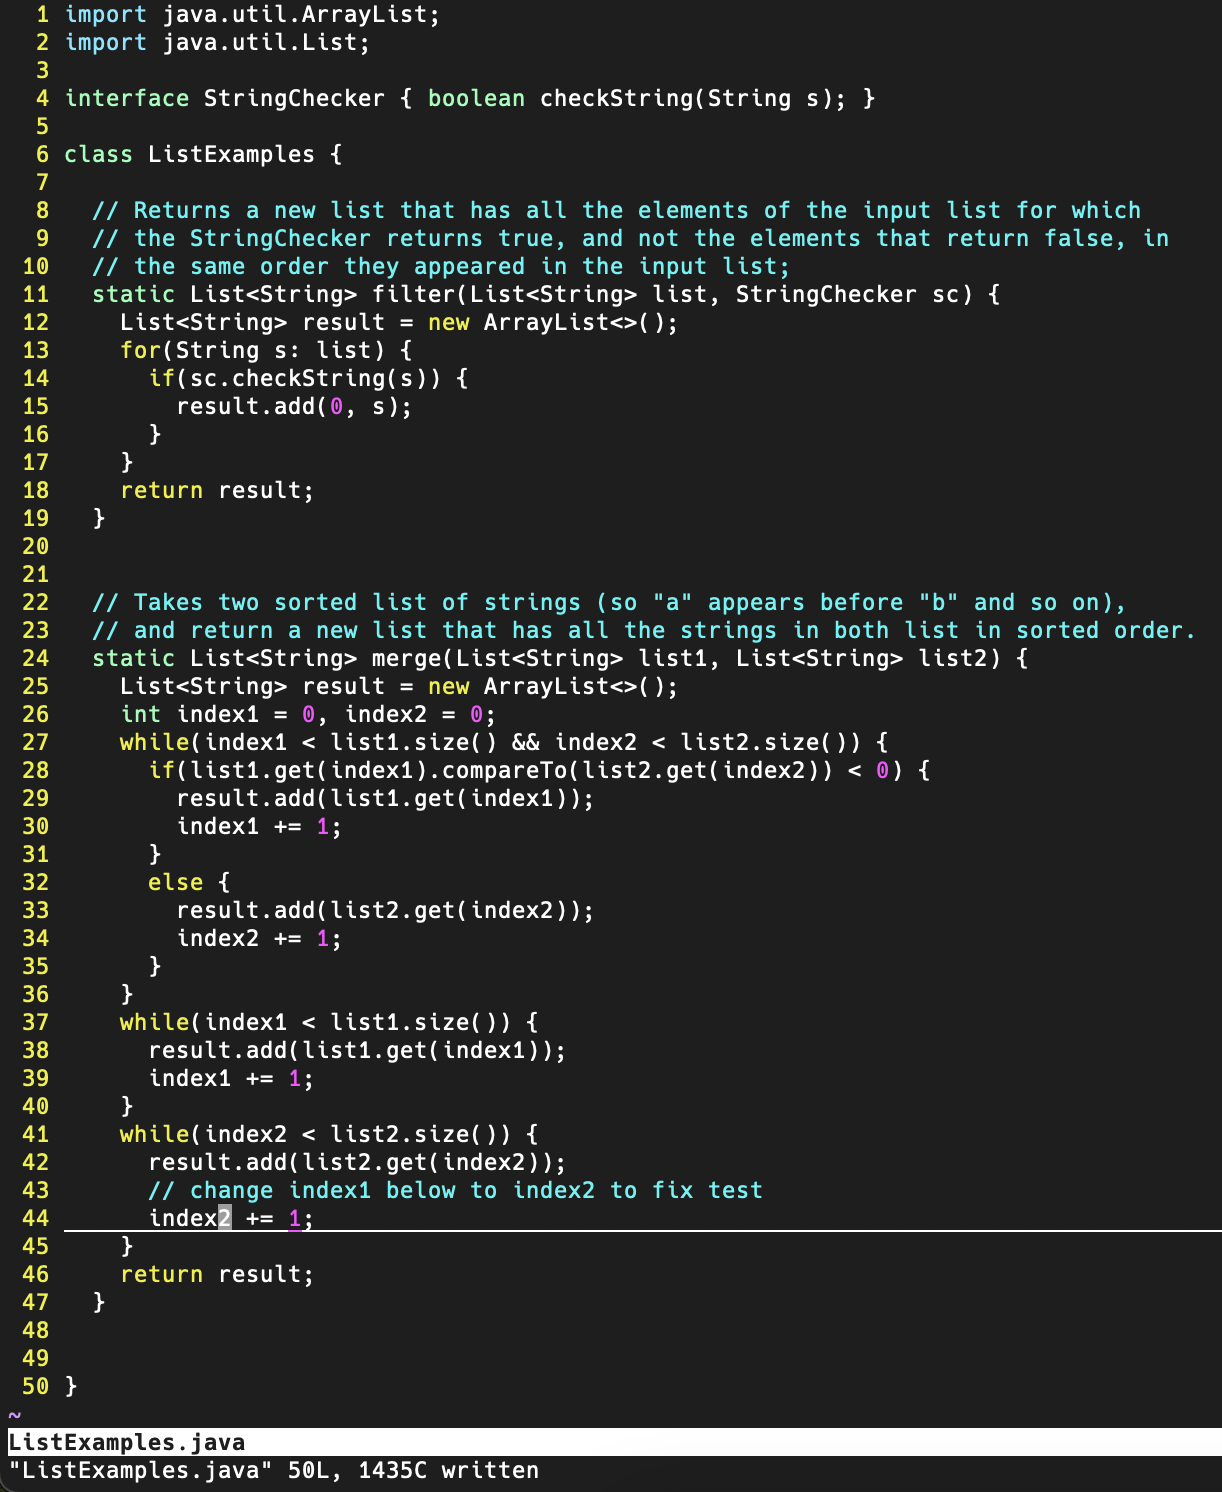 1 import java.util.ArrayList;
2 import java.util.List;
3
4 interface StringChecker { boolean checkString(String s); }
5
6 class ListExamples {
7
8   // Returns a new list that has all the elements of the input list for which
9   // the StringChecker returns true, and not the elements that return false, in
10   // the same order they appeared in the input list;
11   static List<String> filter(List<String> list, StringChecker sc) {
12     List<String> result = new ArrayList<>();
13     for(String s: list) {
14       if(sc.checkString(s)) {
15         result.add(0, s);
16       }
17     }
18     return result;
19   }
20
21
22   // Takes two sorted list of strings (so "a" appears before "b" and so on),
23   // and return a new list that has all the strings in both list in sorted order.
24   static List<String> merge(List<String> list1, List<String> list2) {
25     List<String> result = new ArrayList<>();
26     int index1 = 0, index2 = 0;
27     while(index1 < list1.size() && index2 < list2.size()) {
28       if(list1.get(index1).compareTo(list2.get(index2)) < 0) {
29         result.add(list1.get(index1));
30         index1 += 1;
31       }
32       else {
33         result.add(list2.get(index2));
34         index2 += 1;
35       }
36     }
37     while(index1 < list1.size()) {
38       result.add(list1.get(index1));
39       index1 += 1;
40     }
41     while(index2 < list2.size()) {
42       result.add(list2.get(index2));
43       // change index1 below to index2 to fix test
44       index2 += 1;
45     }
46     return result;
47   }
48
49
50 }
~
ListExamples.java
"ListExamples.java" 50L, 1435C written